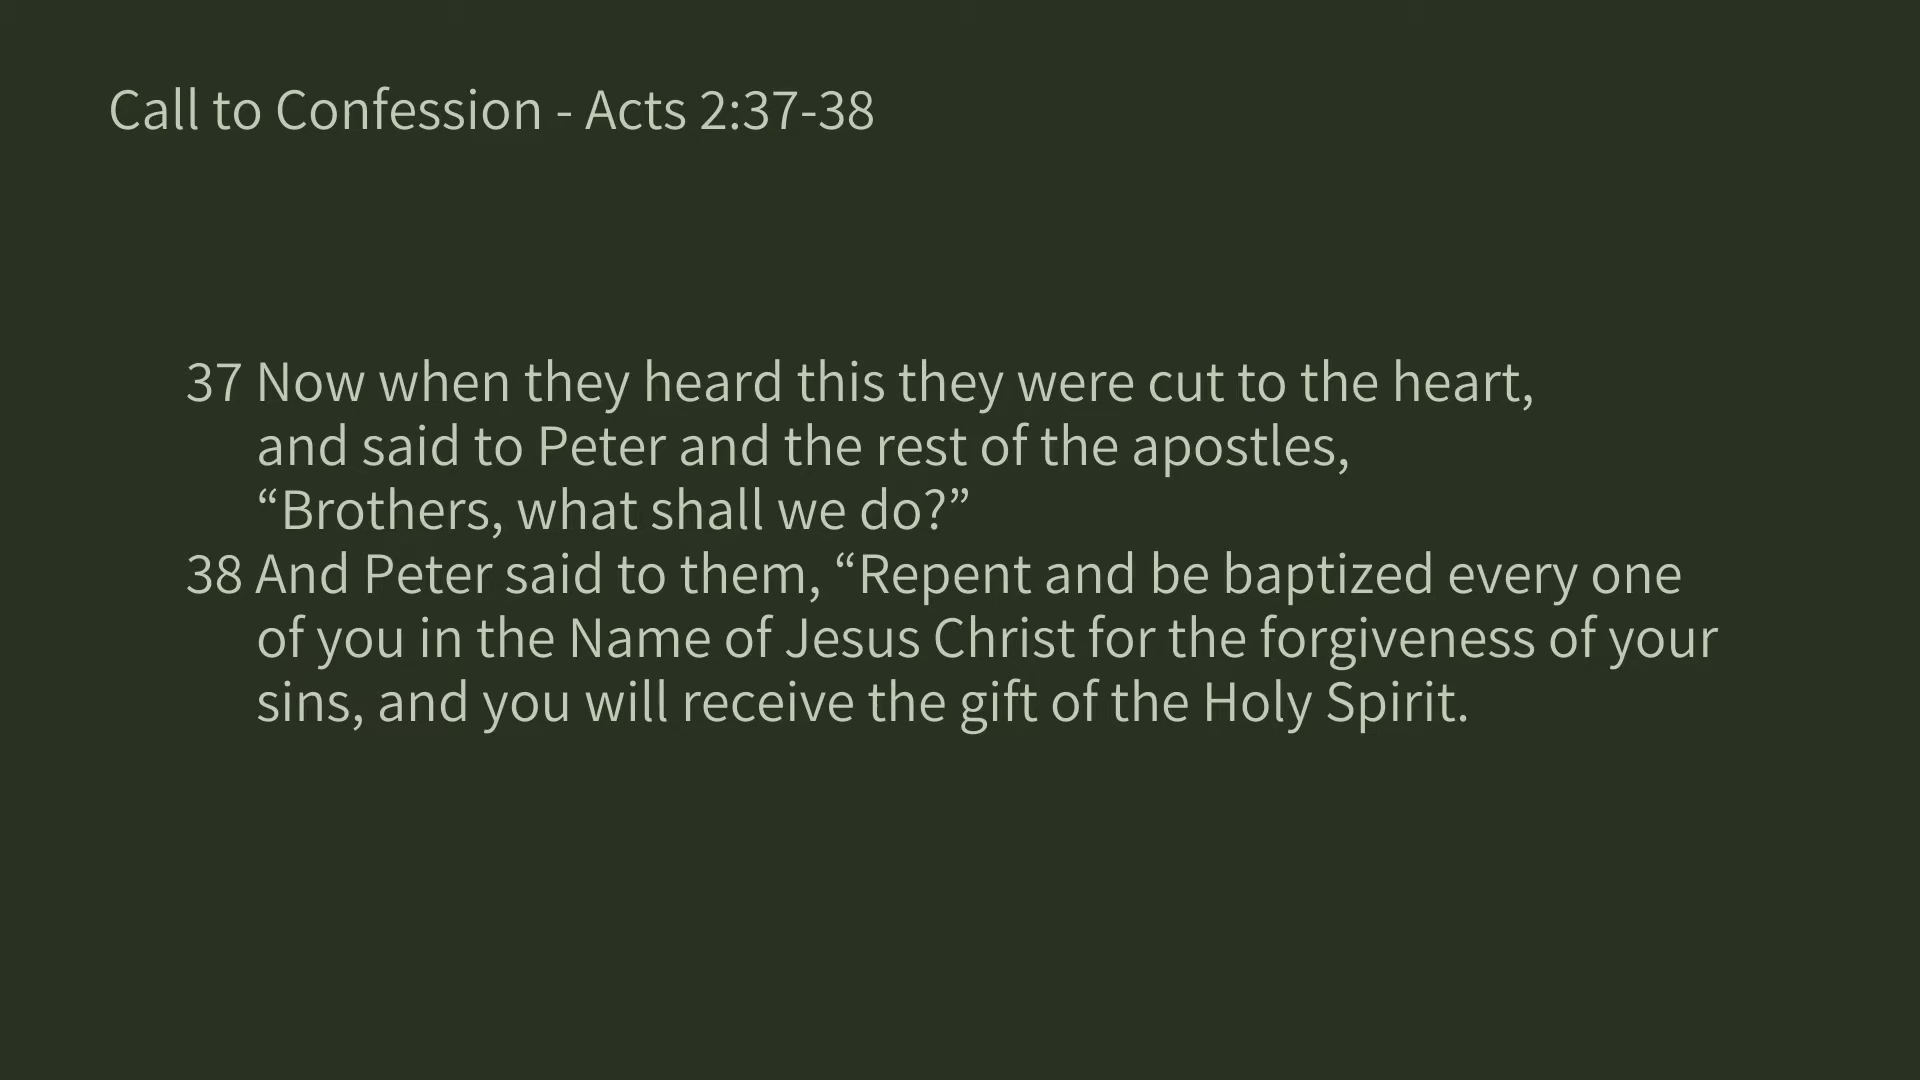 Call to Confession - Acts 2:37-38
37 Now when they heard this they were cut to the heart,
and said to Peter and the rest of the apostles,
“Brothers, what shall we do?”
38 And Peter said to them, “Repent and be baptized every one
of you in the Name of Jesus Christ for the forgiveness of your
sins, and you will receive the gift of the Holy Spirit.